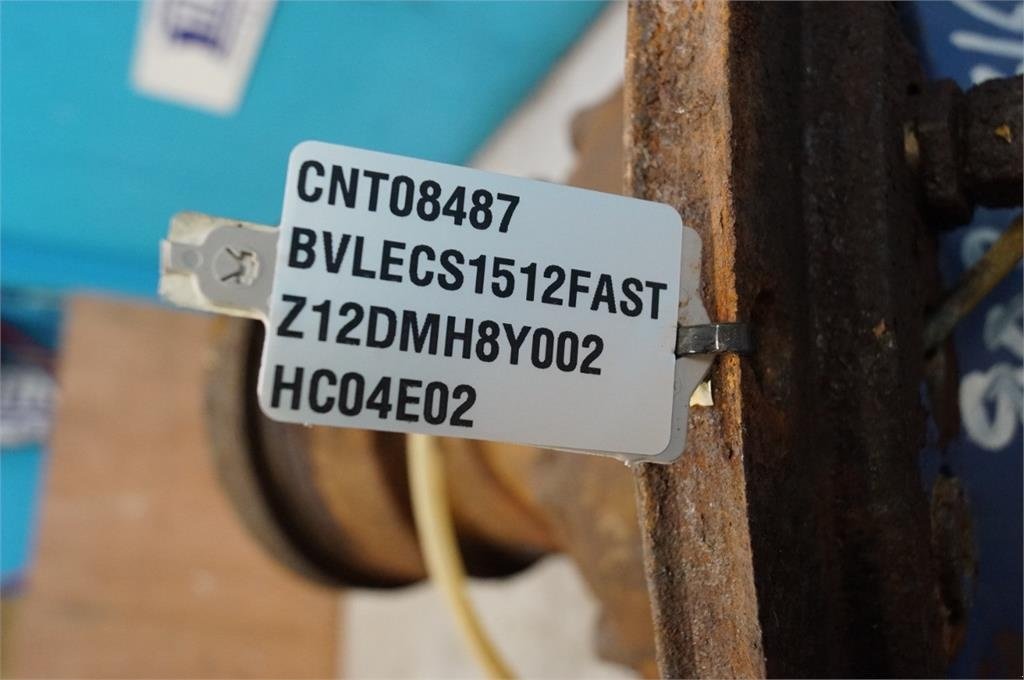 CNT08487
BVLECS1512FAST
Z12DMH8Y002
HC04E02